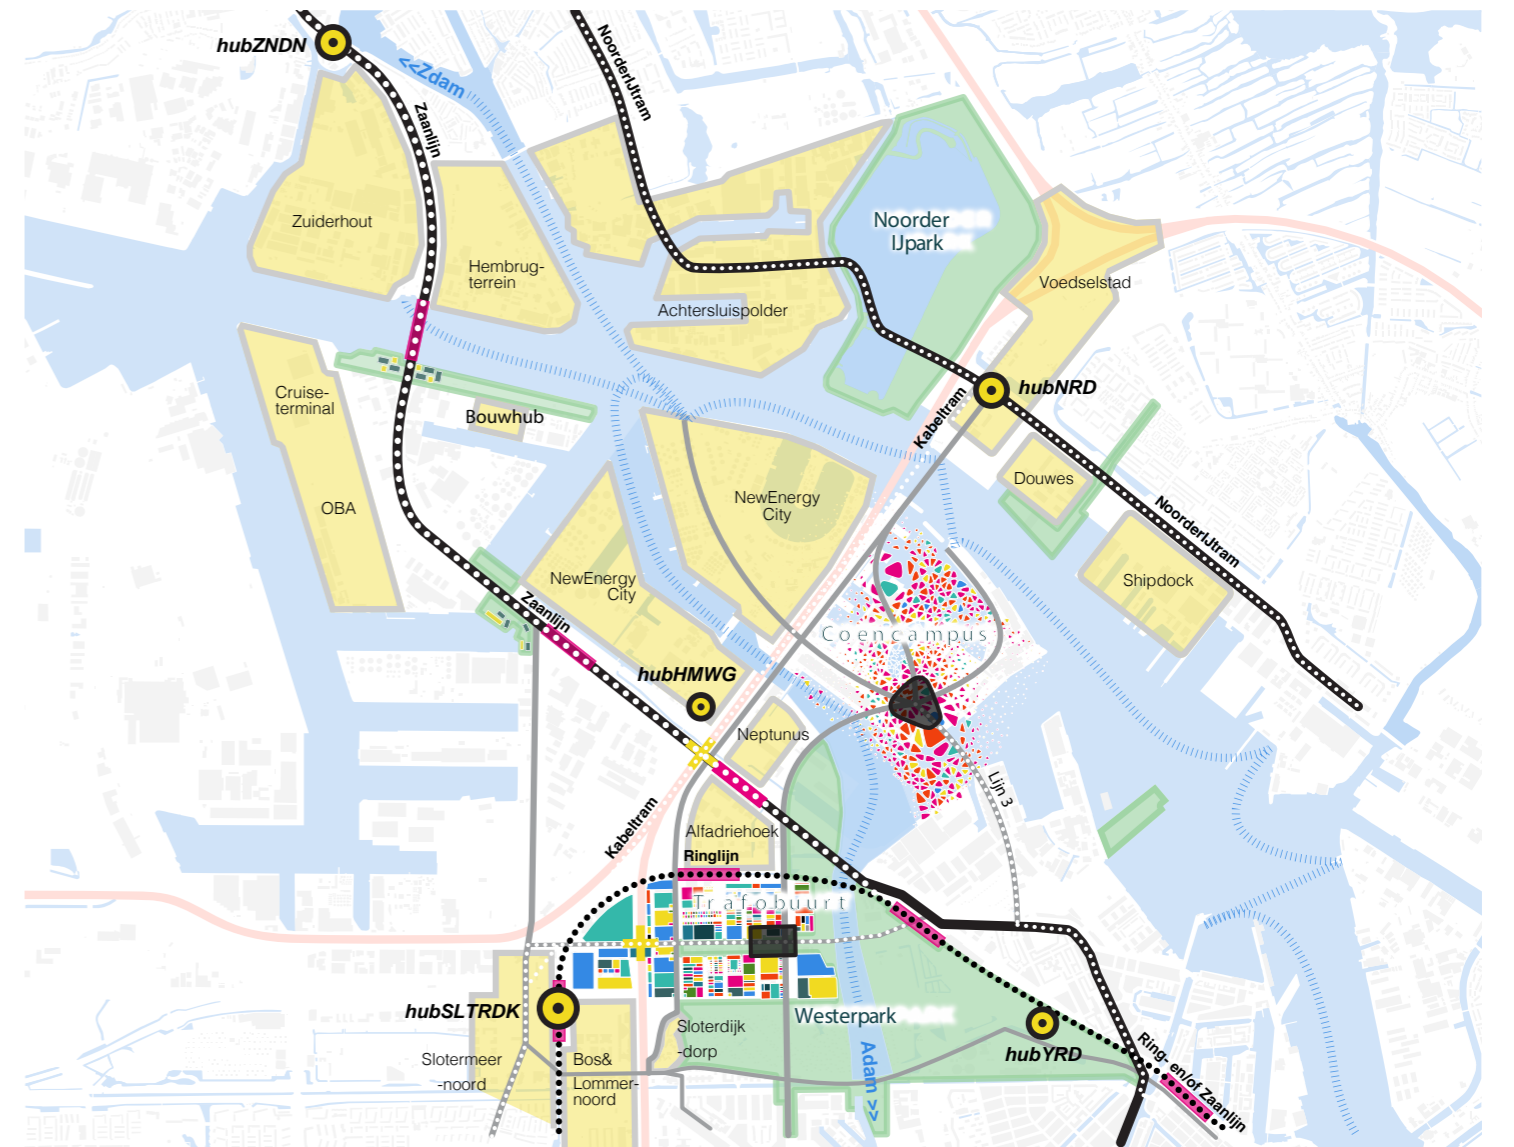 hubZNDN
<<Zdam
NoorderIJtram
Zaanlijn
Zuiderhout
Hembrug-
terrein
Noorder
IJpark
Voedselstad
Achtersluispolder
Cruise-
terminal
Bouwhub
hubNRD
Kabeltram
Douwes
OBA
NewEnergy
City
NoorderIJtram
NewEnergy
City
Shipdock
Zaanlijn
Coencampus
hubHMWG
Neptunus
Lijn 3
Kabeltram
Alfadriehoek
Ringlijn
Trafobuurt
hubSLTRDK
Westerpark
Sloterdijk
-dorp
Slotermeer
-noord
Bos&
Lommer-
noord
Adam >>
hubYRD
Ring- en/of Zaanlijn